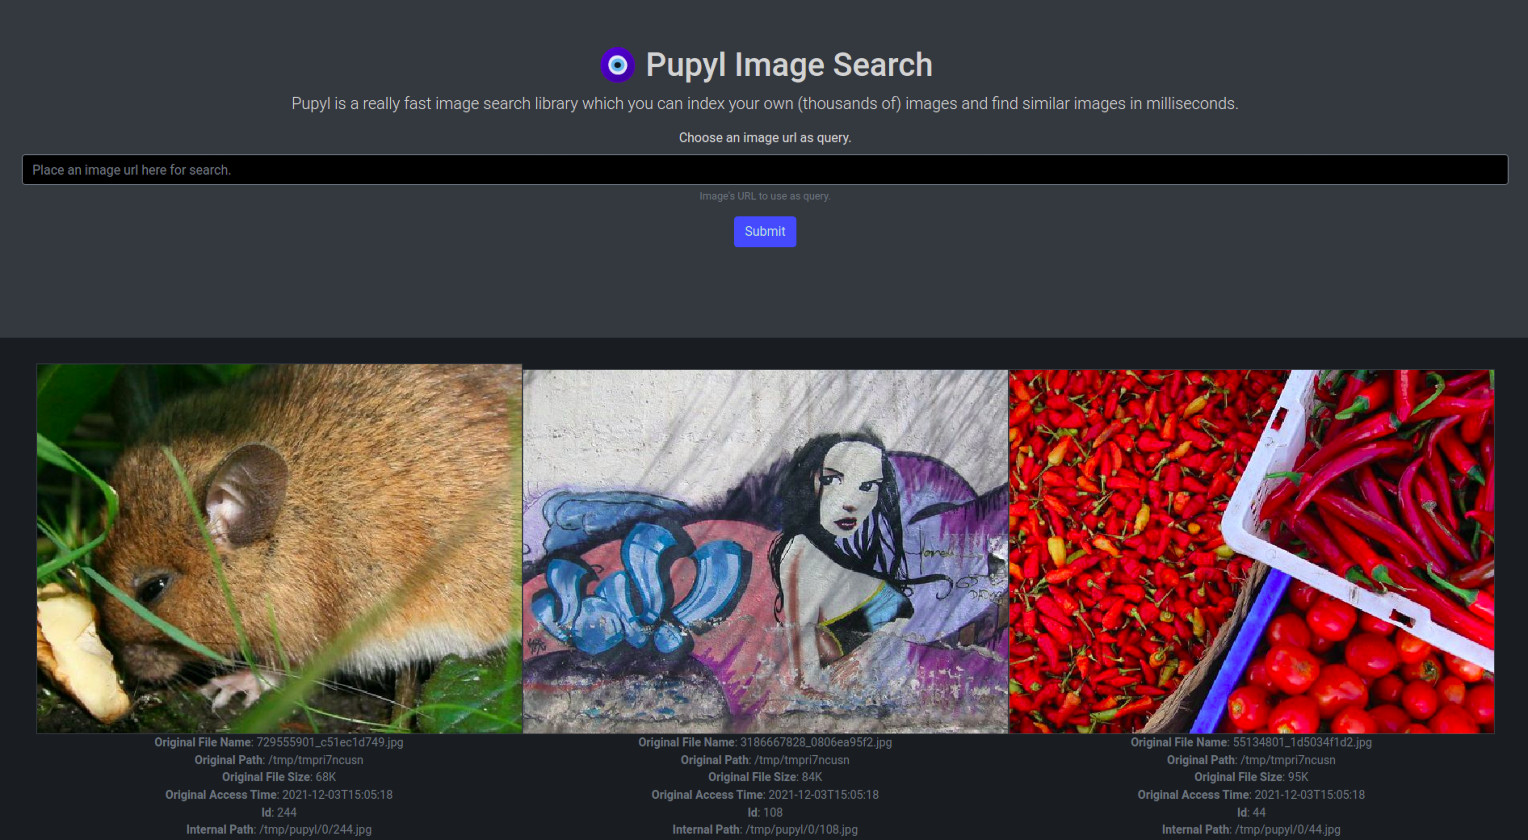 Pupyl Image Search
Pupyl is a really fast image search library which you can index your own (thousands of) images and find similar images in milliseconds.
Choose an image url as query.
Place an image url here for search.
Image's URL to use as query.
Submit
Original File Name: 729555901_c51ec1d749.jpg
Original Path: /tmp/tmpri7ncusn
Original File Size: 68K
Original Access Time: 2021-12-03T15:05:18
Id: 244
Internal Path: /tmp/pupyl/0/244.jpg
Original File Name: 3186667828_0806ea95f2.jpg
Original Path: /tmp/tmpri7ncusn
Original File Size: 84K
Original Access Time: 2021-12-03T15:05:18
Id: 108
Internal Path: /tmp/pupyl/0/108.jpg
Original File Name: 55134801_1d5034f1d2.jpg
Original Path: /tmp/tmpri7ncusn
Original File Size: 95K
Original Access Time: 2021-12-03T15:05:18
Id: 44
Internal Path: /tmp/pupyl/0/44.jpg